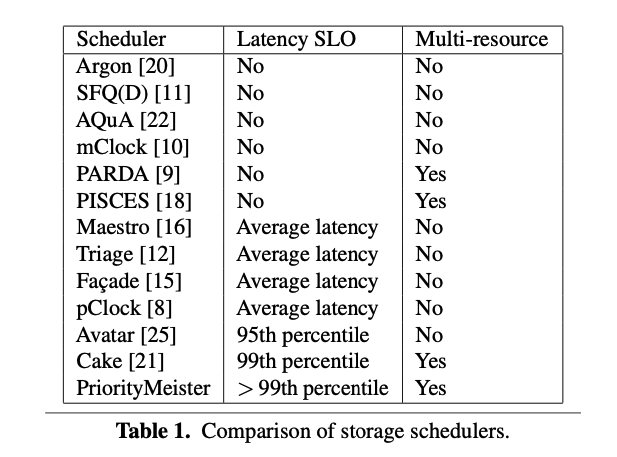 Scheduler Latency SLO Multi-resource
Argon [20] No No
SFQ(D) [11] No No
AQuA [22] No No
mClock [10] No No
PARDA [9] No Yes
PISCES [18] No Yes
Maestro [16] Average latency No
Triage [12] Average latency No
Façade [15] Average latency No
pClock [8] Average latency No
Avatar [25] 95th percentile No
Cake [21] 99th percentile Yes
PriorityMeister > 99th percentile Yes
Table 1. Comparison of storage schedulers.